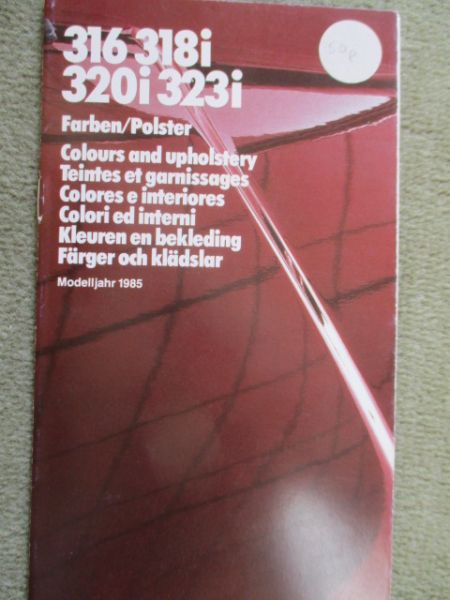 316 318i
320i 323i
Farben/Polster
Colours and upholstery
Teintes et garnissages
Colores e interiores
Colori ed interni
Kleuren en bekleding
Färger och klädslar
Modelljahr 1985
50p